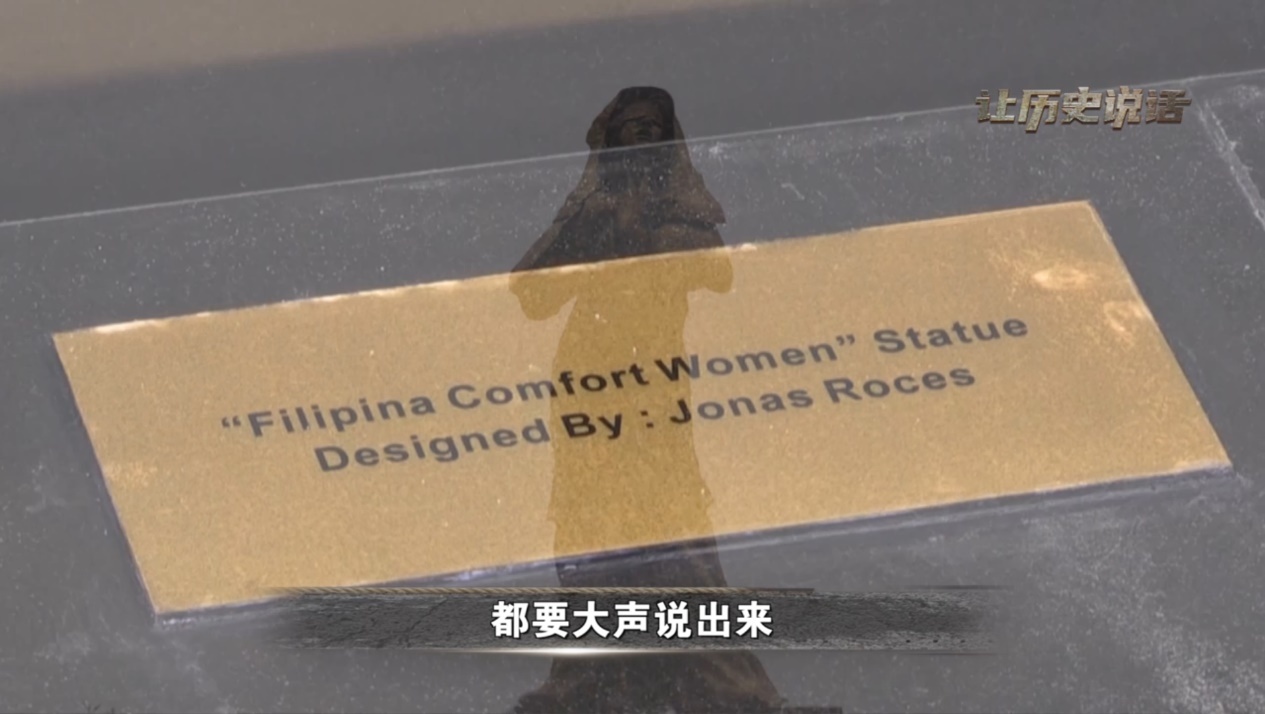 让历史说话
“Filipina Comfort Women” Statue
Designed By : Jonas Roces
都要大声说出来